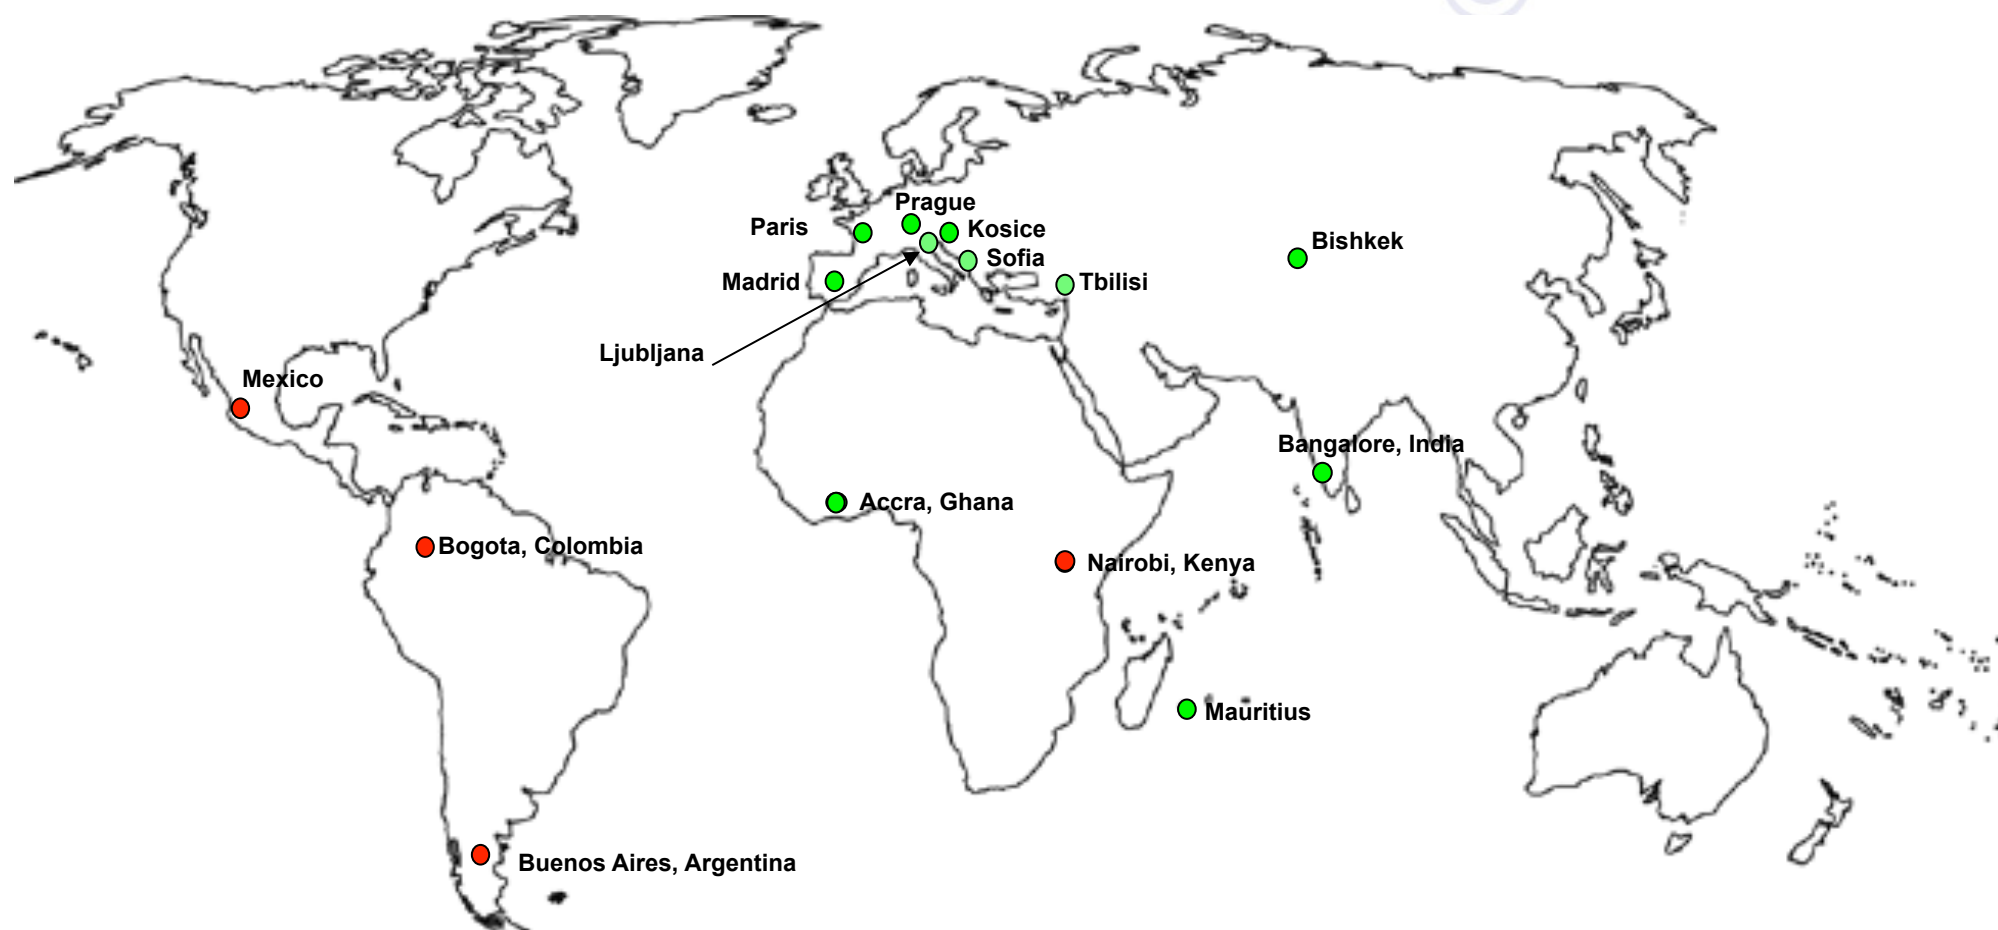 Prague
Paris
Kosice
Bishkek
Sofia
Madrid
Tbilisi
Ljubljana
Mexico
Bangalore, India
Accra, Ghana
Bogota, Colombia
Nairobi, Kenya
Mauritius
Buenos Aires, Argentina